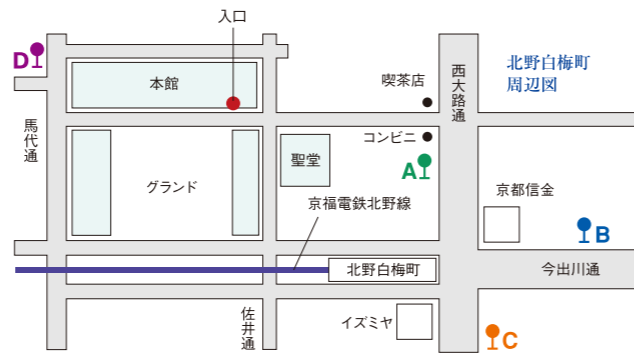 入口
D
本館
喫茶店
西大路通
北野白梅町
周辺図
馬代通
コンビニ
聖堂
A
グランド
京福電鉄北野線
京都信金
B
北野白梅町
今出川通
佐井通
イズミヤ
C